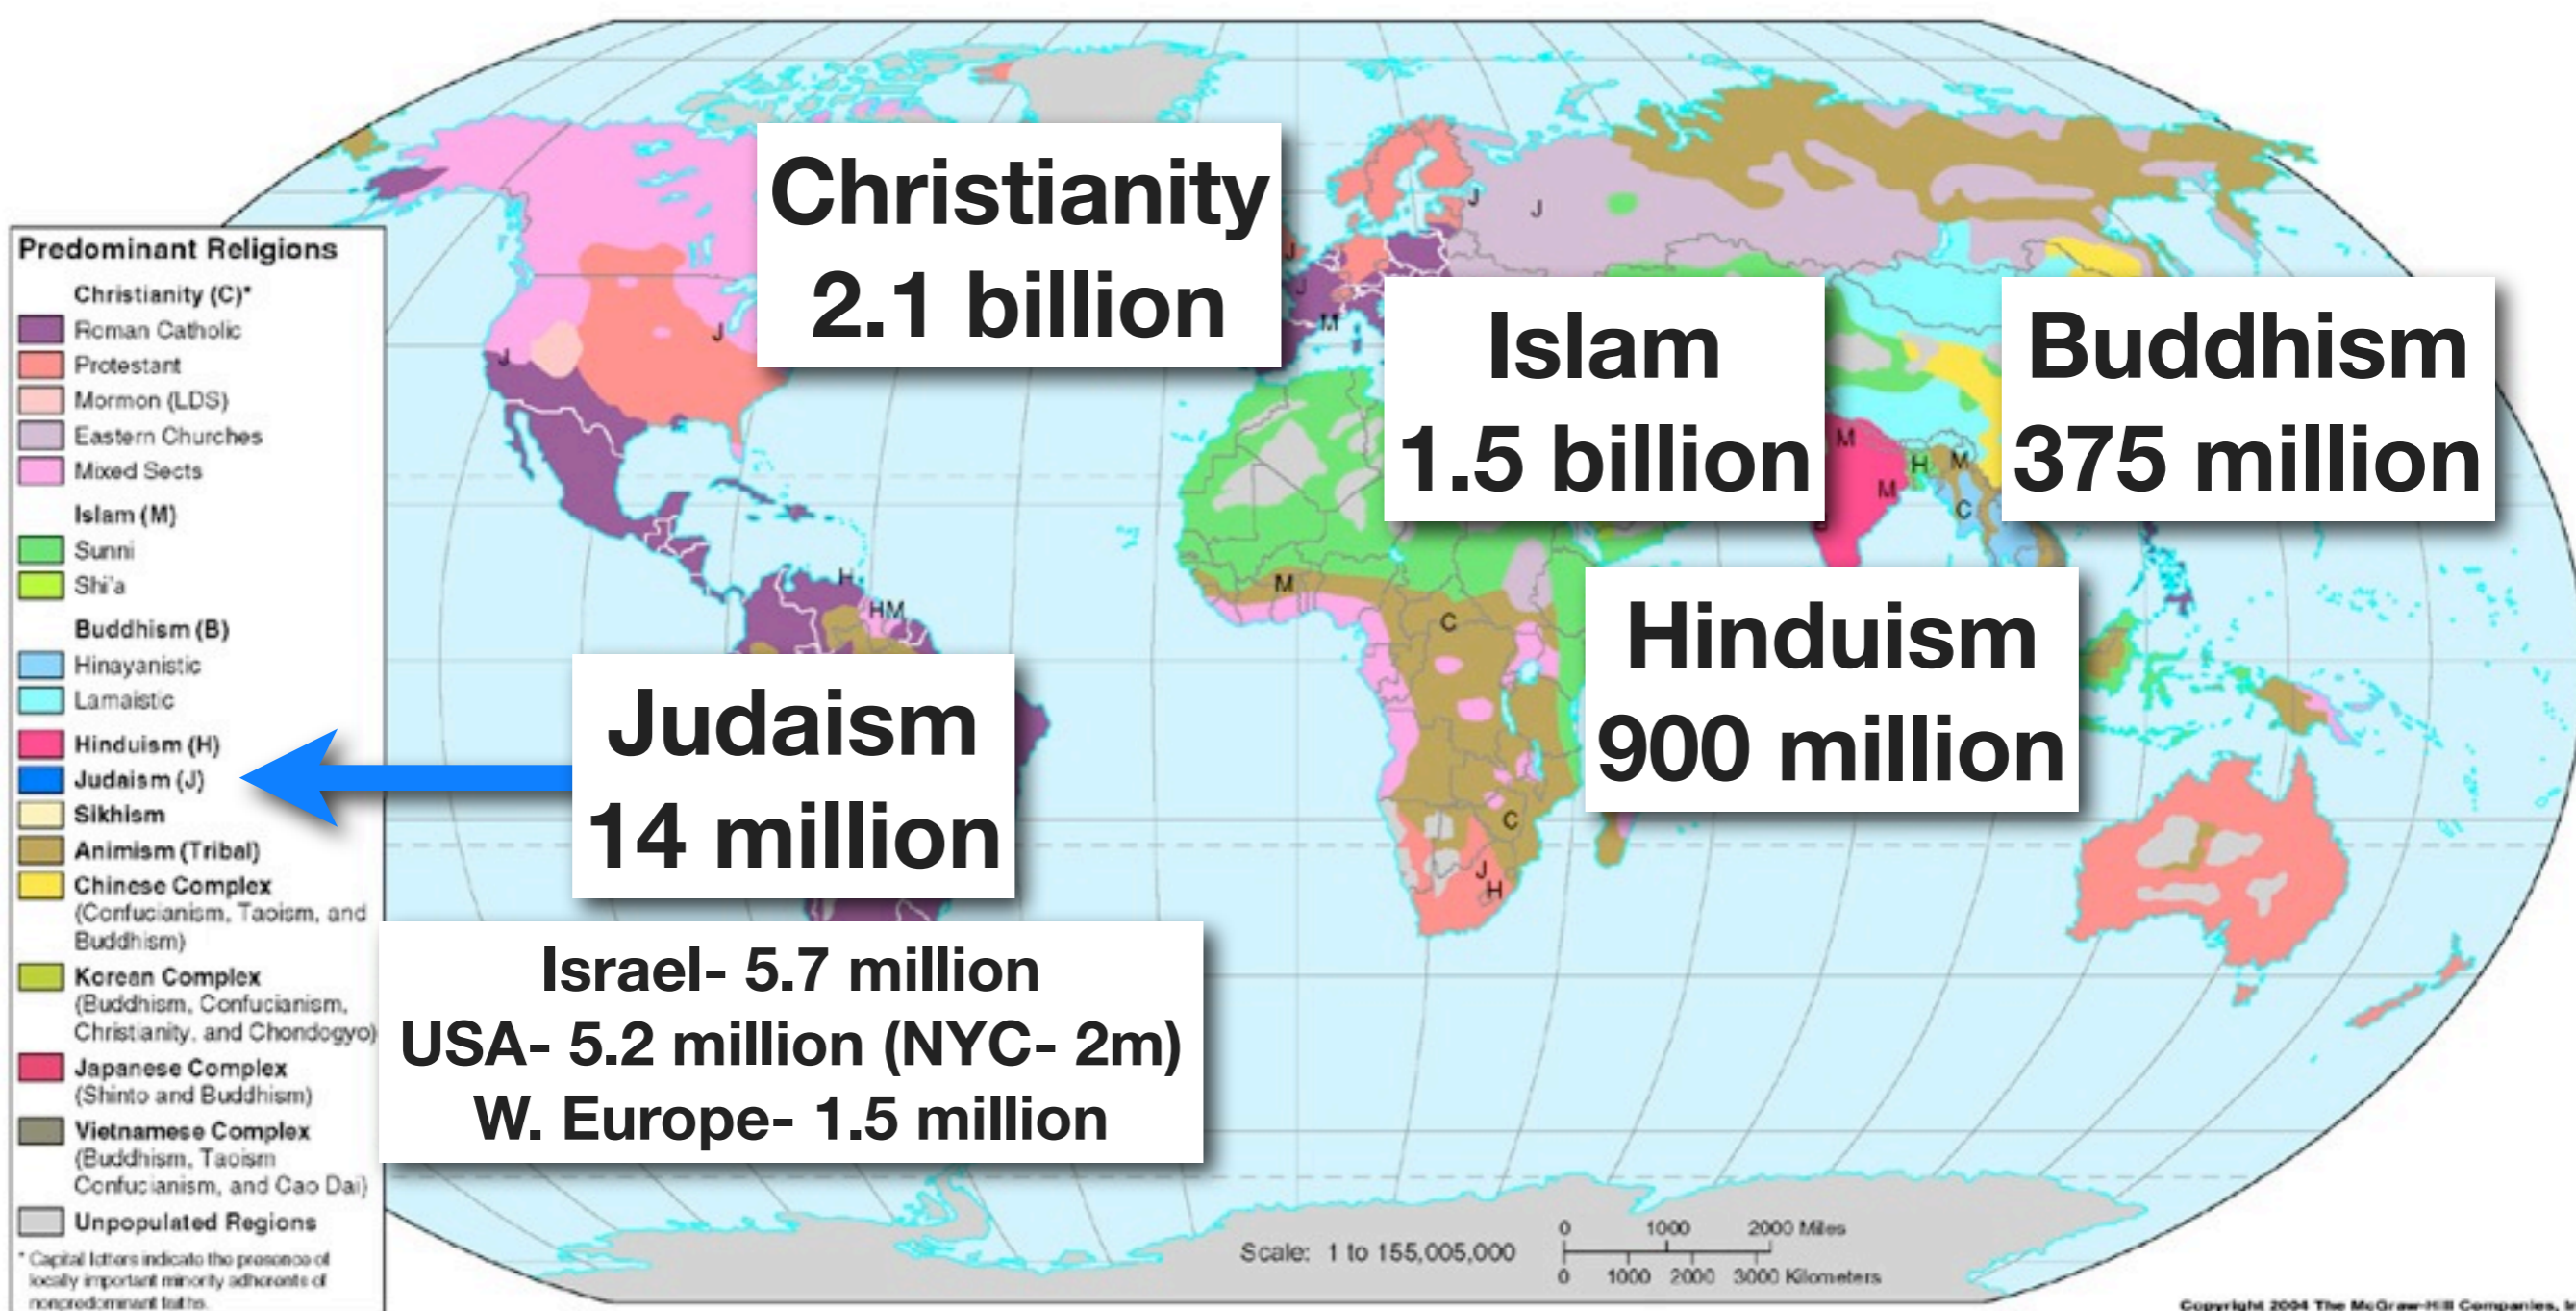 Predominant Religions
Christianity (C)*
Roman Catholic
Protestant
Mormon (LDS)
Eastern Churches
Mixed Sects
Islam (M)
Sunni
Shi'a
Buddhism (B)
Hinayanistic
Lamaistic
Hinduism (H)
Judaism (J)
Sikhism
Animism (Tribal)
Chinese Complex
(Confucianism, Taoism, and
Buddhism)
Korean Complex
(Buddhism, Confucianism,
Christianity, and Chondogyo)
Japanese Complex
(Shinto and Buddhism)
Vietnamese Complex
(Buddhism, Taoism
Confucianism, and Cao Dai)
Unpopulated Regions
* Capital letters indicate the presence of
locally important minority adherents of
nonpredominant faiths.
Christianity
2.1 billion
Islam
1.5 billion
Buddhism
375 million
Hinduism
900 million
Judaism
14 million
Israel- 5.7 million
USA- 5.2 million (NYC- 2m)
W. Europe- 1.5 million
J
J
J
J
J
J
M
M
M
H
M
C
H
HM
M
C
C
J
H
Scale: 1 to 155,005,000
0 1000 2000 Miles
0 1000 2000 3000 Kilometers
Copyright 2004 The McGraw-Hill Companies,